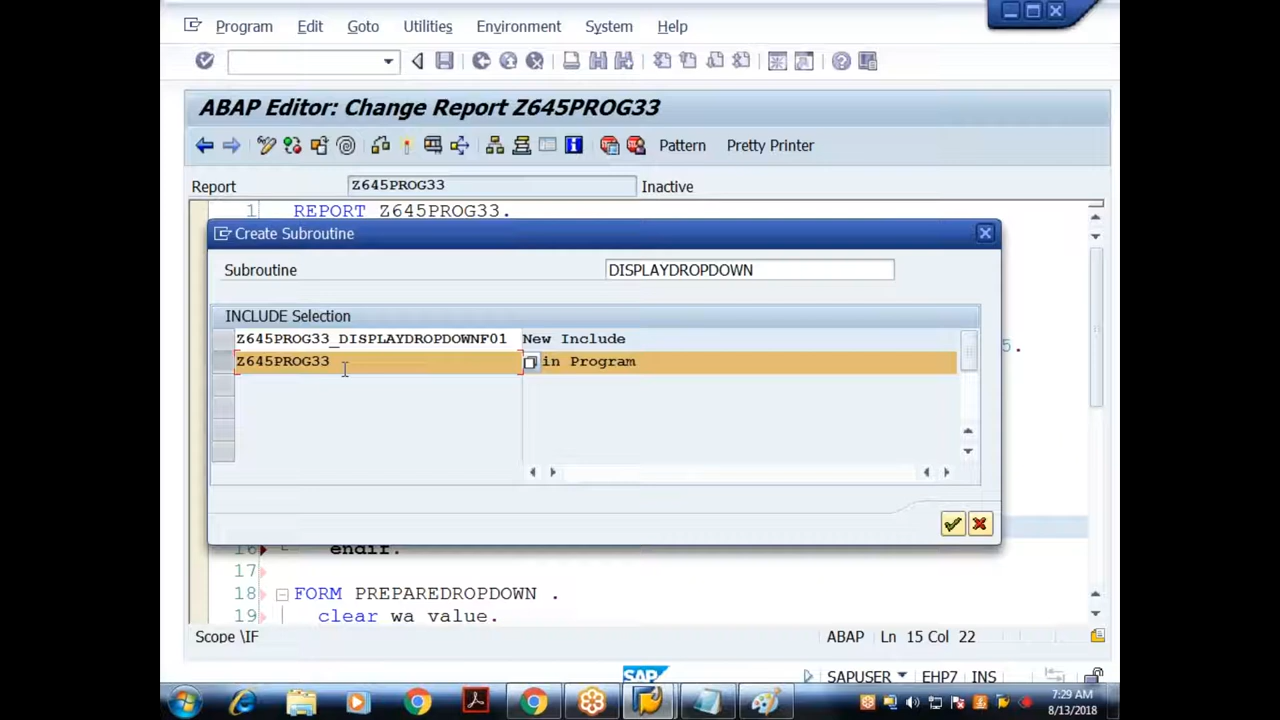 Program Edit Goto Utilities Environment System Help
ABAP Editor: Change Report Z645PROG33
Pattern Pretty Printer
Report Z645PROG33 Inactive
1 REPORT Z645PROG33.
Create Subroutine
Subroutine DISPLAYDROPDOWN
INCLUDE Selection
Z645PROG33_DISPLAYDROPDOWNF01 New Include
5.
Z645PROG33 in Program
16 endif.
17
18 FORM PREPAREDROPDOWN .
19 clear wa_value.
Scope \IF ABAP Ln 15 Col 22
SAP SAPUSER EHP7 INS
7:29 AM
8/13/2018